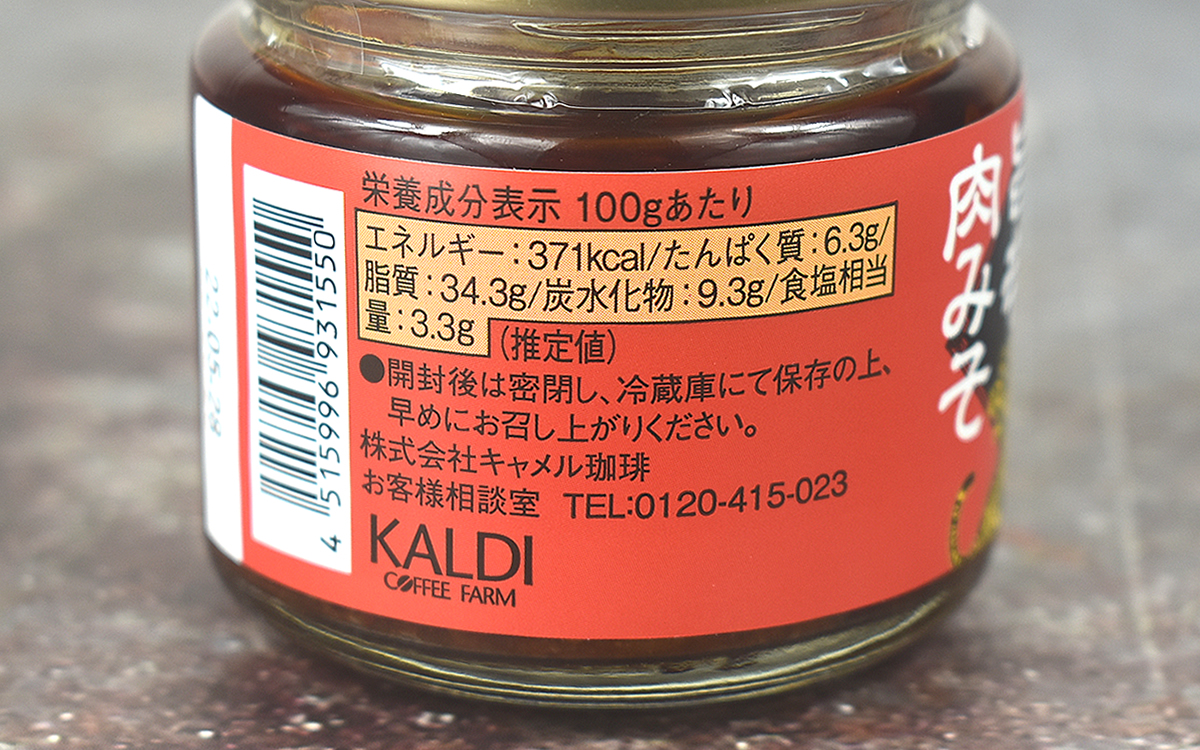 栄養成分表示 100gあたり
エネルギー:371kcal/たんぱく質:6.3g/
脂質:34.3g/炭水化物:9.3g/食塩相当
量:3.3g (推定値)
●開封後は密閉し、冷蔵庫にて保存の上、
早めにお召し上がりください。
株式会社キャメル珈琲
お客様相談室 TEL:0120-415-023
KALDI
COFFEE FARM
4 515996 931550
22.05.28
肉みそ